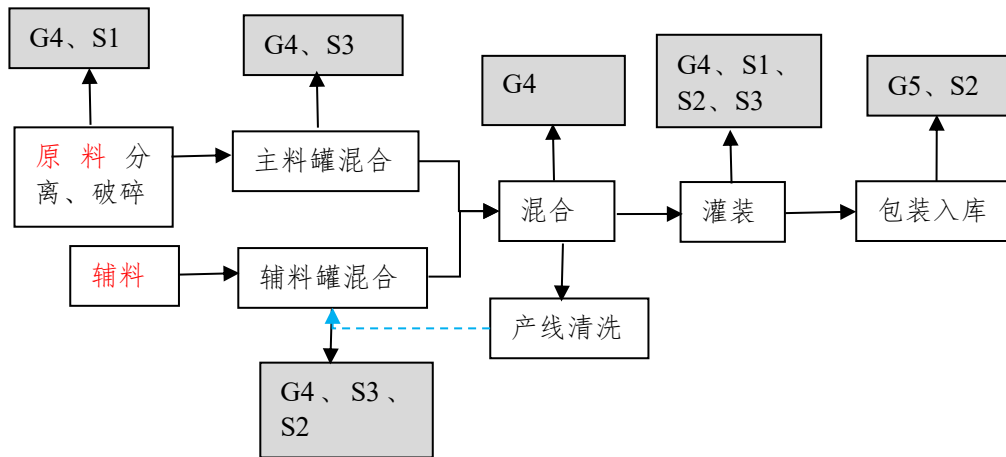 G4、S1
G4、S3
G4
G4、S1、
S2、S3
G5、S2
原料分
离、破碎
主料罐混合
混合
灌装
包装入库
辅料
辅料罐混合
产线清洗
G4、S3、
S2